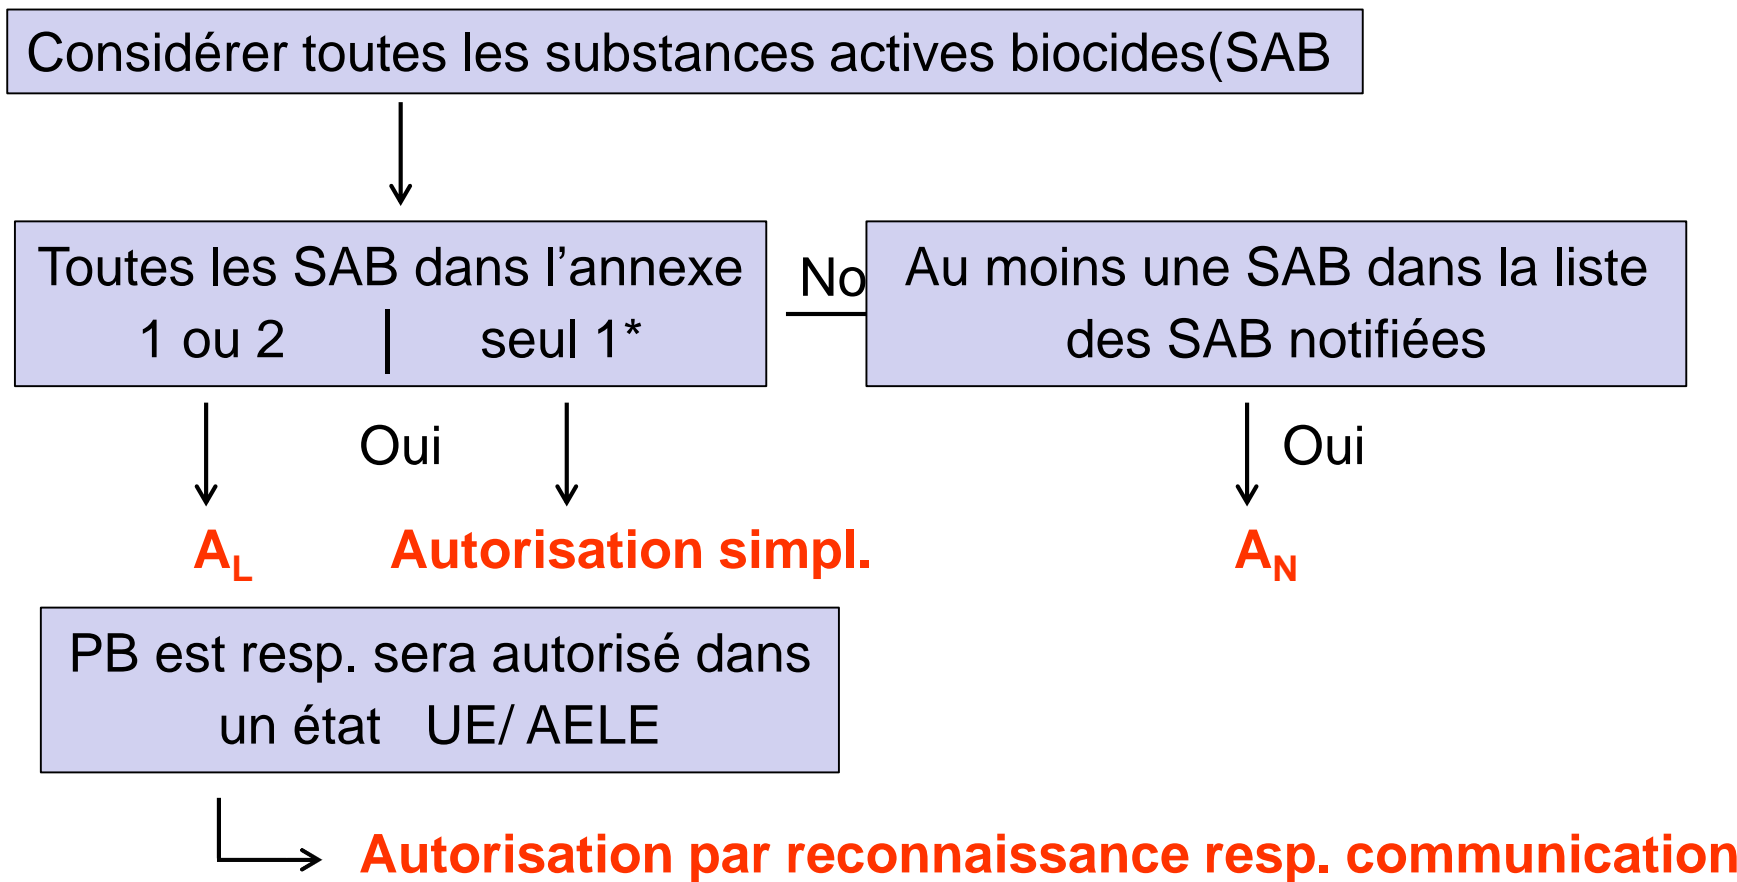 Considérer toutes les substances actives biocides(SAB
Toutes les SAB dans l’annexe
1 ou 2 | seul 1*
No
Au moins une SAB dans la liste
des SAB notifiées
Oui
Oui
AL
Autorisation simpl.
AN
PB est resp. sera autorisé dans
un état UE/ AELE
Autorisation par reconnaissance resp. communication